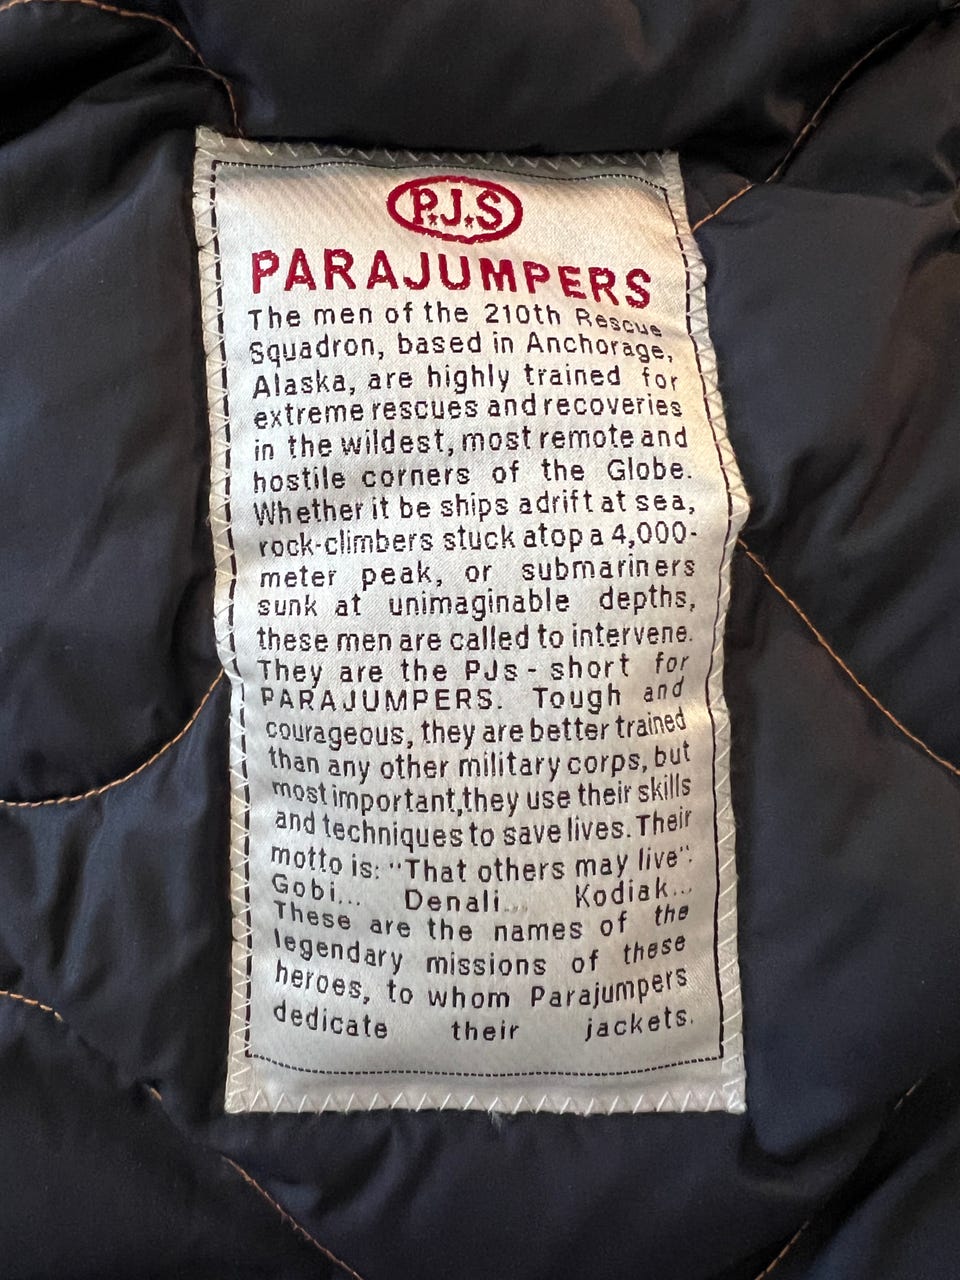 P.J.S
PARAJUMPERS
The men of the 210th Rescue
Squadron, based in Anchorage,
Alaska, are highly trained for
extreme rescues and recoveries
in the wildest, most remote and
hostile corners of the Globe.
Whether it be ships adrift at sea,
rock-climbers stuck atop a 4,000-
meter peak, or submariners
sunk at unimaginable depths,
these men are called to intervene.
They are the PJs - short for
PARAJUMPERS. Tough and
courageous, they are better trained
than any other military corps, but
most important,they use their skills
and techniques to save lives. Their
motto is: "That others may live".
Gobi... Denali... Kodiak...
These are the names of the
legendary missions of these
heroes, to whom Parajumpers
dedicate their jackets.